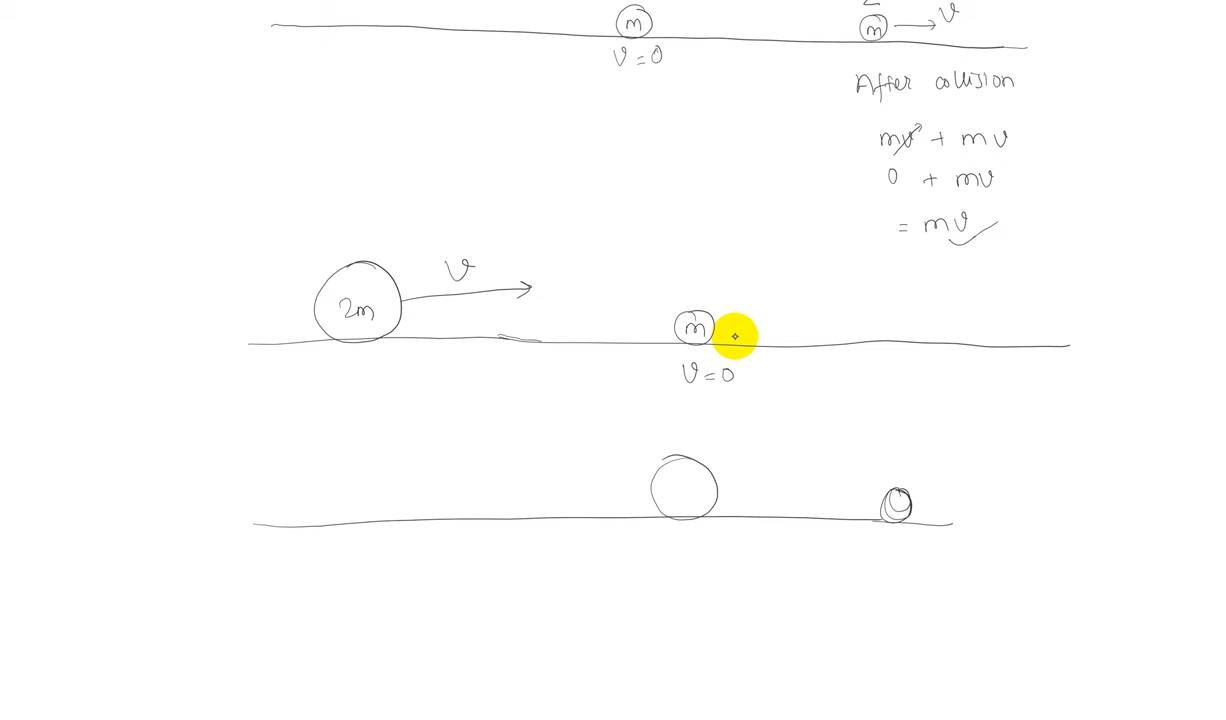 m
m
v
v = 0
After collision
mv + mv
0 + mv
= mv
v
2m
m
v = 0